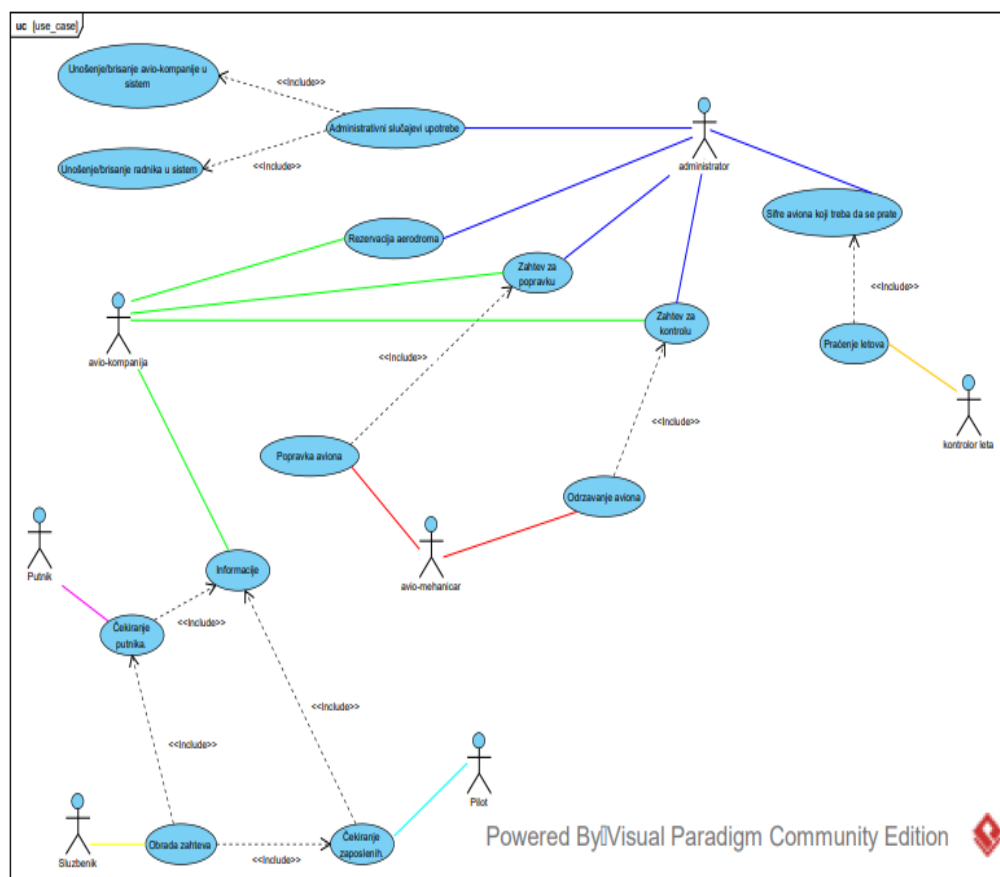 uc [use_case]
Unošenje/brisanje avio-kompanije u
sistem
<<Include>>
Administrativni slučajevi upotrebe
<<Include>>
Unošenje/brisanje radnika u sistem
administrator
Sifre aviona koji treba da se prate
Rezervacija aerodroma
Zahtev za
popravku
<<Include>>
Zahtev za
kontrolu
Praćenje letova
avio-kompanija
<<Include>>
kontrolor leta
<<Include>>
Popravka aviona
Odrzavanje aviona
Putnik
Informacije
avio-mehanicar
Čekiranje
putnika.
<<Include>>
<<Include>>
<<Include>>
Pilot
Sluzbenik
Obrada zahteva
<<Include>>
Čekiranje
zaposlenih.
Powered By▯Visual Paradigm Community Edition